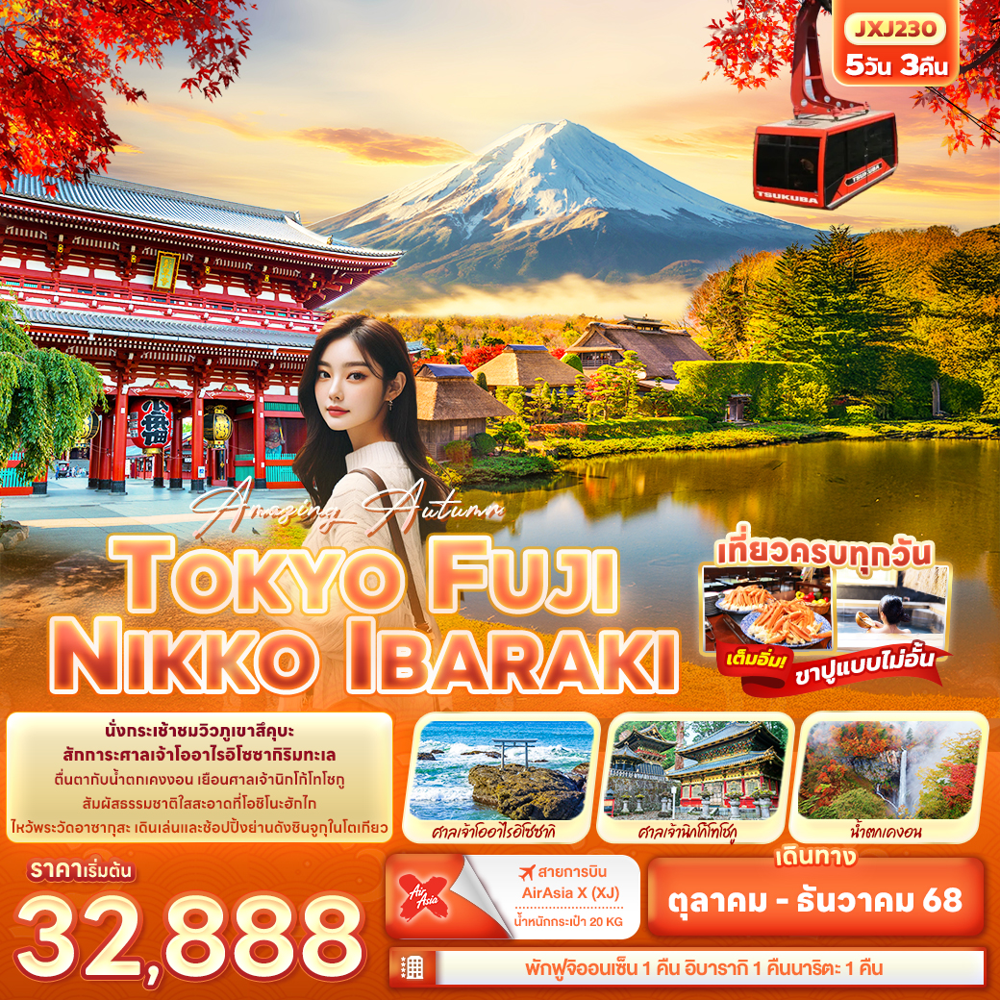 JXJ230
5วัน 3คืน
TSUKUBA
TSUKUBA
小舟町
Amazing Autumn
TOKYO FUJI
NIKKO IBARAKI
เที่ยวครบทุกวัน
เต็มอิ่ม!
ขาปูแบบไม่อั้น
นั่งกระเช้าชมวิวภูเขาสึคุบะ
สักการะศาลเจ้าโออาไรอิโซซากิริมทะเล
ตื่นตากับน้ำตกเคงงอน เยือนศาลเจ้านิกโก้โทโชกู
สัมผัสธรรมชาติใสสะอาดที่โอชิโนะฮักไก
ไหว้พระวัดอาซากุสะ เดินเล่นและช้อปปิ้งย่านดังชินจูกุในโตเกียว
ศาลเจ้าโออาไรอิโซซากิ
ศาลเจ้านิกโก้โทโชกู
น้ำตกเคงอน
ราคาเริ่มต้น
32,888
Air
Asia
สายการบิน
AirAsia X (XJ)
น้ำหนักกระเป๋า 20 KG
เดินทาง
ตุลาคม - ธันวาคม 68
พักฟูจิออนเซ็น 1 คืน อิบารากิ 1 คืนนาริตะ 1 คืน